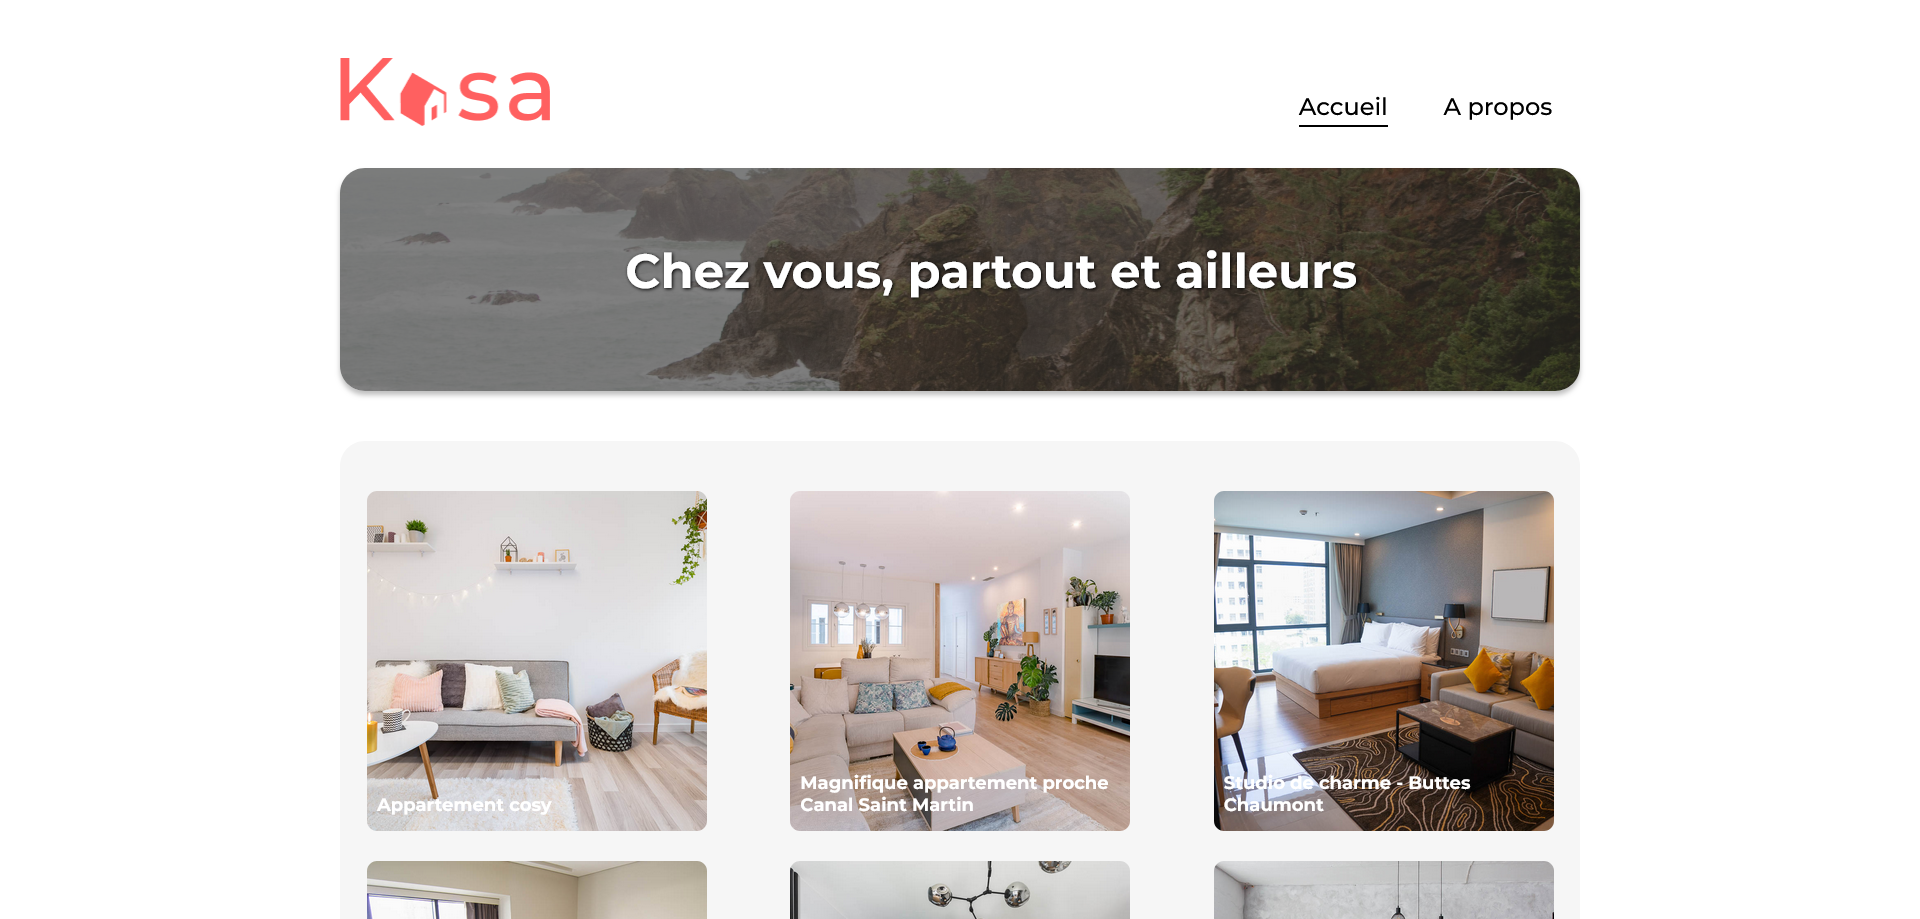 Kasa
Accueil
A propos
Chez vous, partout et ailleurs
Appartement cosy
Magnifique appartement proche
Canal Saint Martin
Studio de charme - Buttes
Chaumont